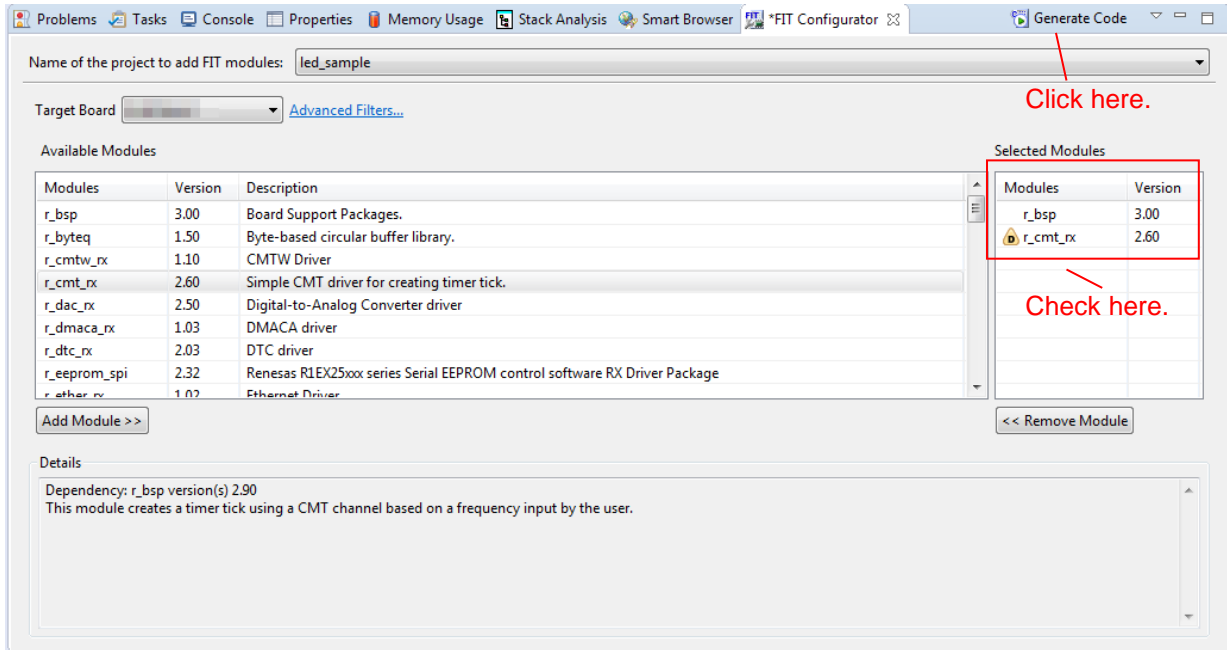 Problems Tasks Console Properties Memory Usage Stack Analysis Smart Browser FIT *FIT Configurator Generate Code
Name of the project to add FIT modules: led_sample
Click here.
Target Board Advanced Filters...
Available Modules Selected Modules
Modules Version Description Modules Version
r_bsp 3.00 Board Support Packages. r_bsp 3.00
r_byteq 1.50 Byte-based circular buffer library. D r_cmt_rx 2.60
r_cmtw_rx 1.10 CMTW Driver
r_cmt_rx 2.60 Simple CMT driver for creating timer tick.
r_dac_rx 2.50 Digital-to-Analog Converter driver
Check here.
r_dmaca_rx 1.03 DMACA driver
r_dtc_rx 2.03 DTC driver
r_eeprom_spi 2.32 Renesas R1EX25xxx series Serial EEPROM control software RX Driver Package
r_ether_rx 1.02 Ethernet Driver
Add Module >> << Remove Module
Details
Dependency: r_bsp version(s) 2.90
This module creates a timer tick using a CMT channel based on a frequency input by the user.